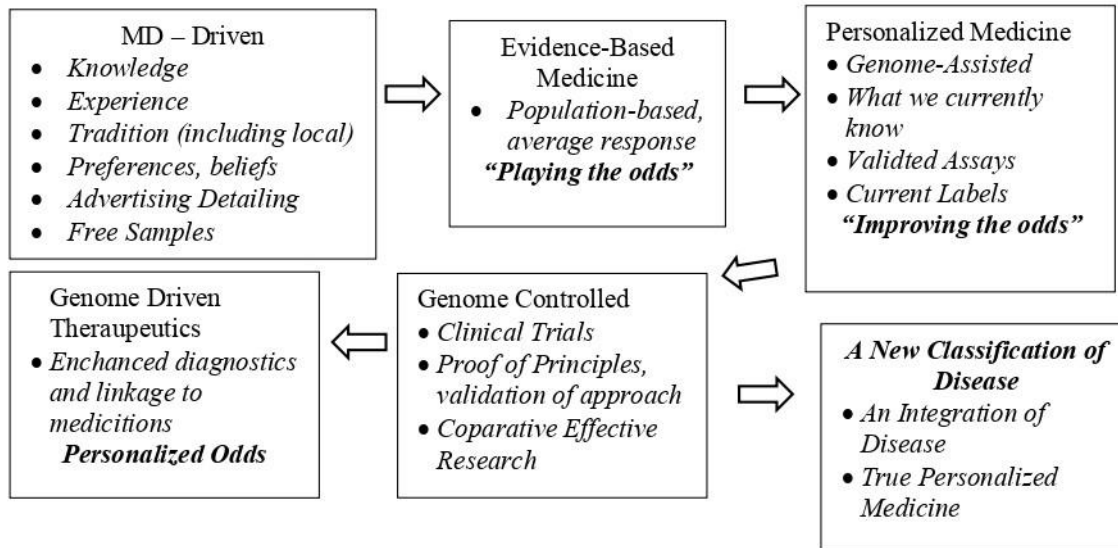 MD – Driven
• Knowledge
• Experience
• Tradition (including local)
• Preferences, beliefs
• Advertising Detailing
• Free Samples
Evidence-Based
Medicine
• Population-based,
average response
“Playing the odds”
Personalized Medicine
• Genome-Assisted
• What we currently
know
• Validted Assays
• Current Labels
“Improving the odds”
Genome Driven
Theraupeutics
• Enchanced diagnostics
and linkage to
medicitions
Personalized Odds
Genome Controlled
• Clinical Trials
• Proof of Principles,
validation of approach
• Coparative Effective
Research
A New Classification of
Disease
• An Integration of
Disease
• True Personalized
Medicine